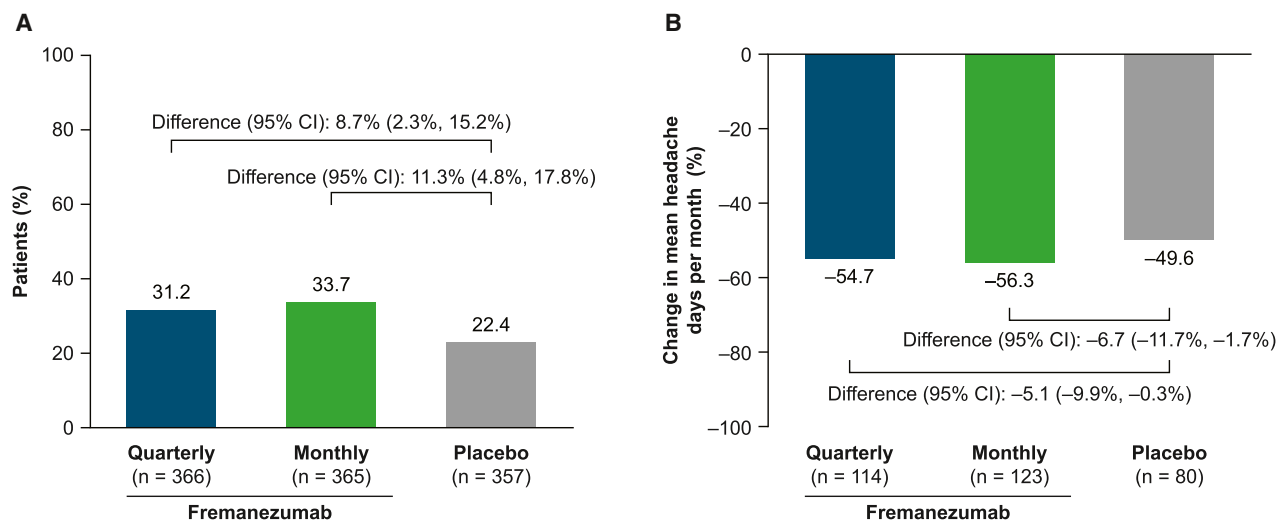 A
100
80
60
40
20
0
Patients (%)
Difference (95% CI): 8.7% (2.3%, 15.2%)
Difference (95% CI): 11.3% (4.8%, 17.8%)
31.2
33.7
22.4
Quarterly
(n = 366)
Monthly
(n = 365)
Placebo
(n = 357)
Fremanezumab
B
0
–20
–40
–60
–80
–100
Change in mean headache
days per month (%)
–54.7
–56.3
–49.6
Difference (95% CI): –6.7 (–11.7%, –1.7%)
Difference (95% CI): –5.1 (–9.9%, –0.3%)
Quarterly
(n = 114)
Monthly
(n = 123)
Placebo
(n = 80)
Fremanezumab